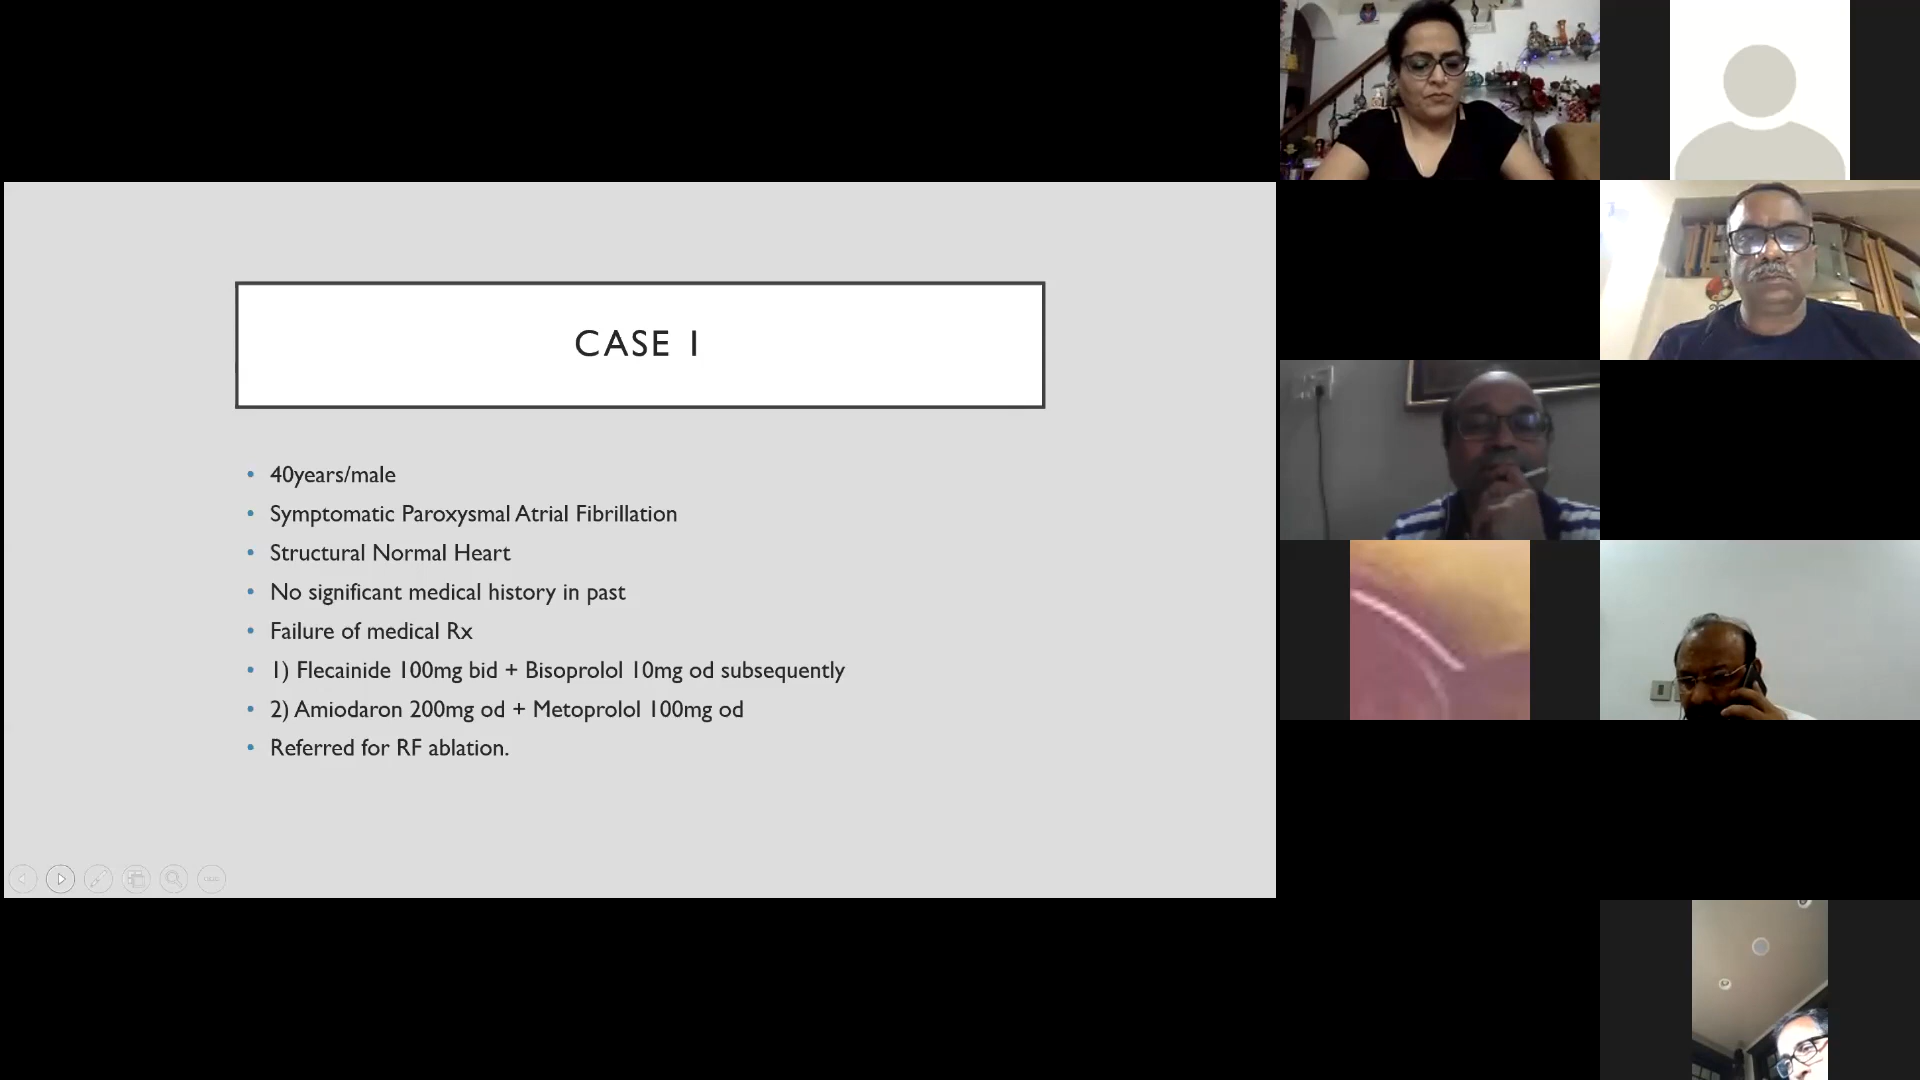 CASE 1
• 40years/male
• Symptomatic Paroxysmal Atrial Fibrillation
• Structural Normal Heart
• No significant medical history in past
• Failure of medical Rx
• 1) Flecainide 100mg bid + Bisoprolol 10mg od subsequently
• 2) Amiodaron 200mg od + Metoprolol 100mg od
• Referred for RF ablation.